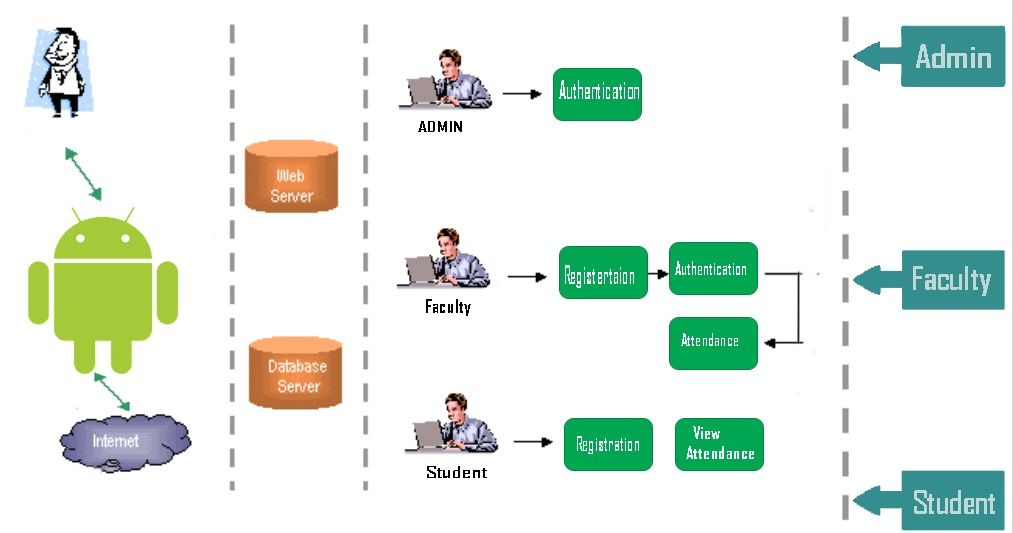 Admin
Authentication
ADMIN
Web
Server
Faculty
Registertaion
Authentication
Faculty
Attendance
Database
Server
Internet
Registration
View
Attendance
Student
Student